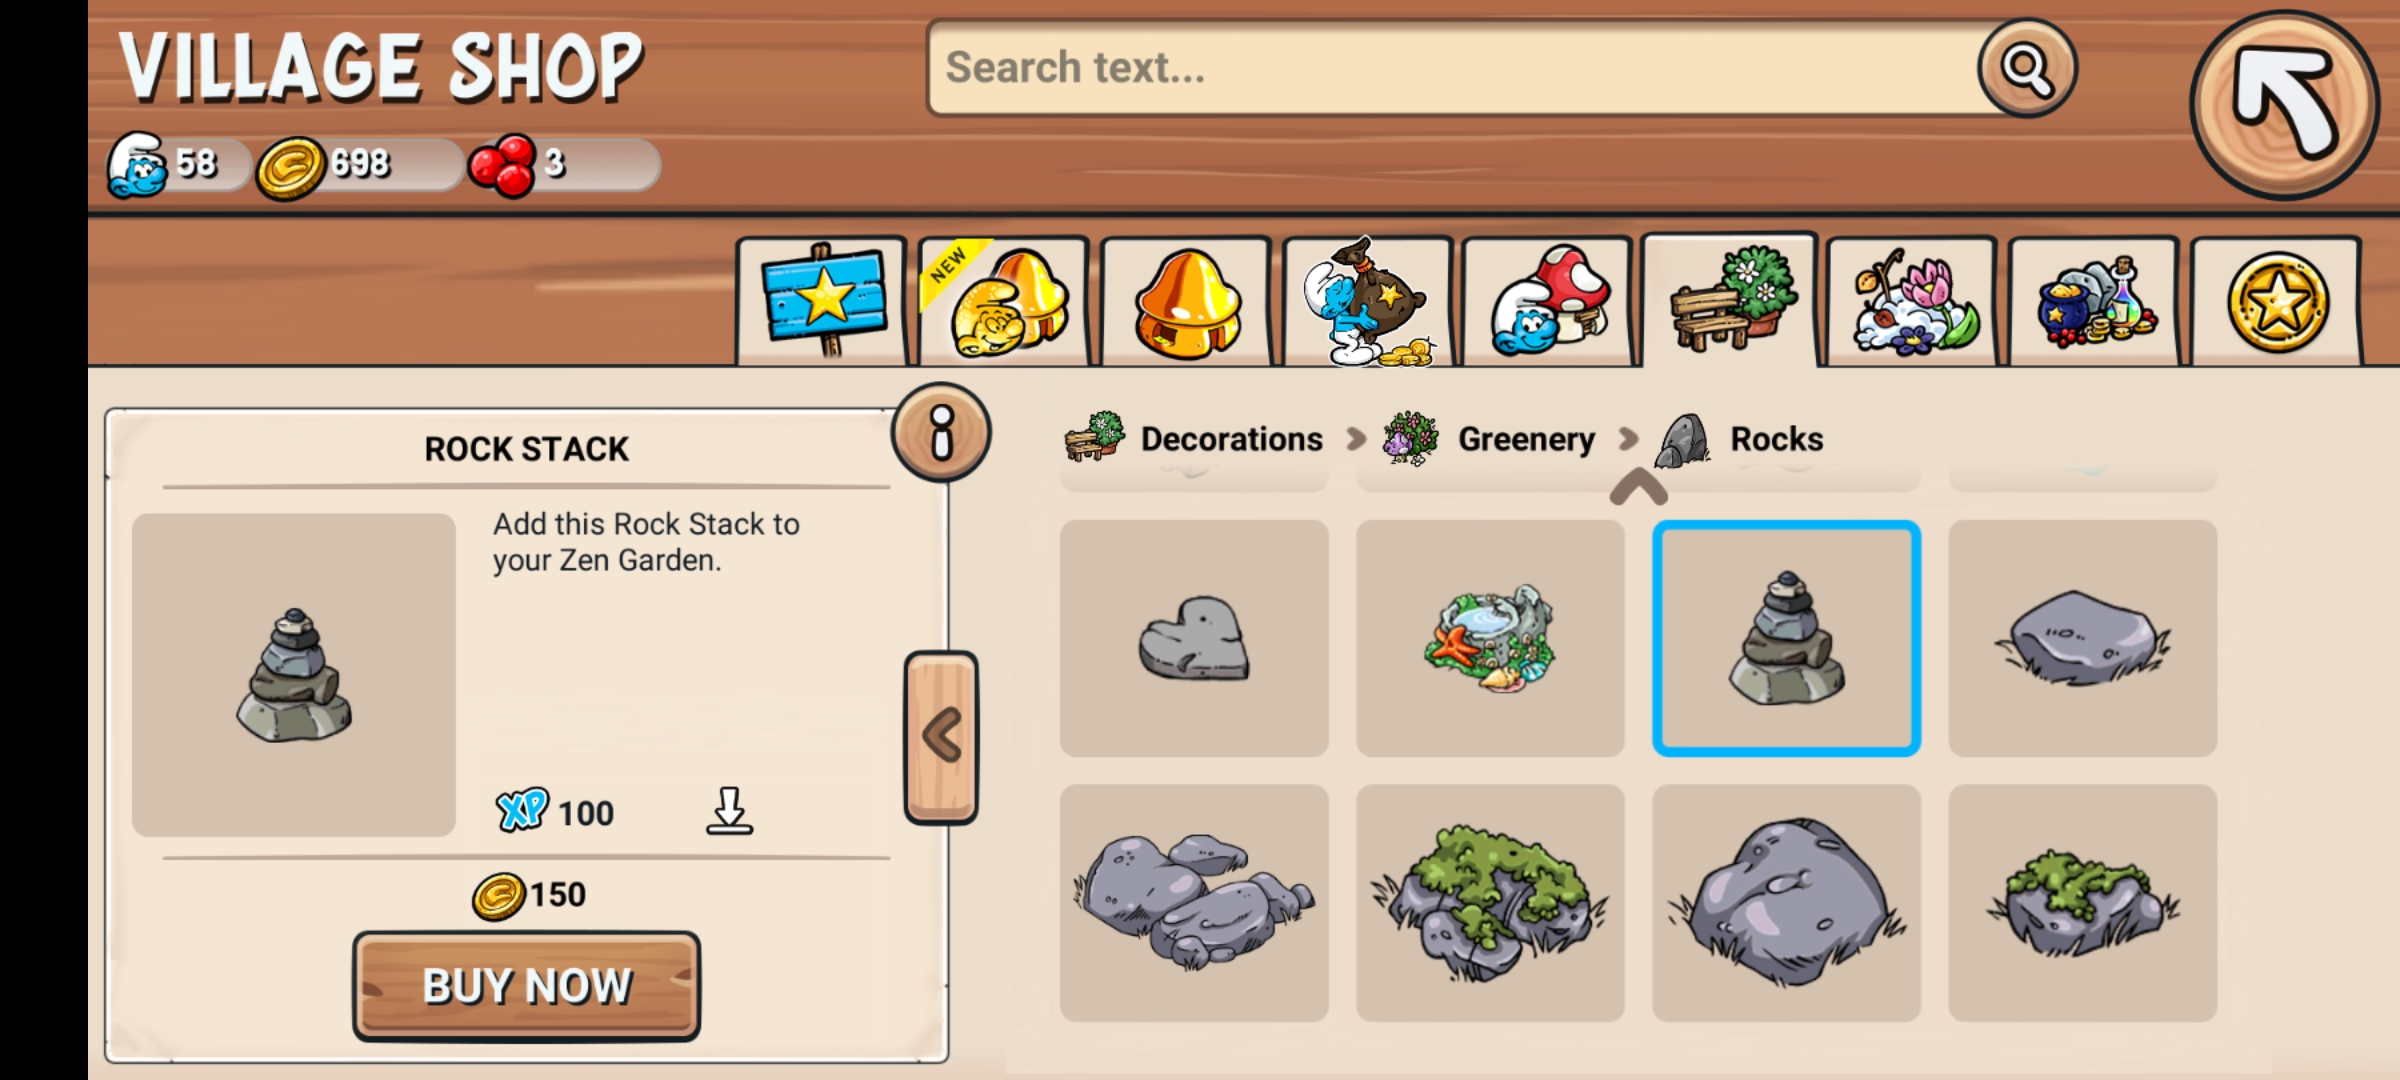 VILLAGE SHOP
Search text...
58
698
3
NEW
ROCK STACK
Add this Rock Stack to
your Zen Garden.
XP 100
150
BUY NOW
Decorations
Greenery
Rocks